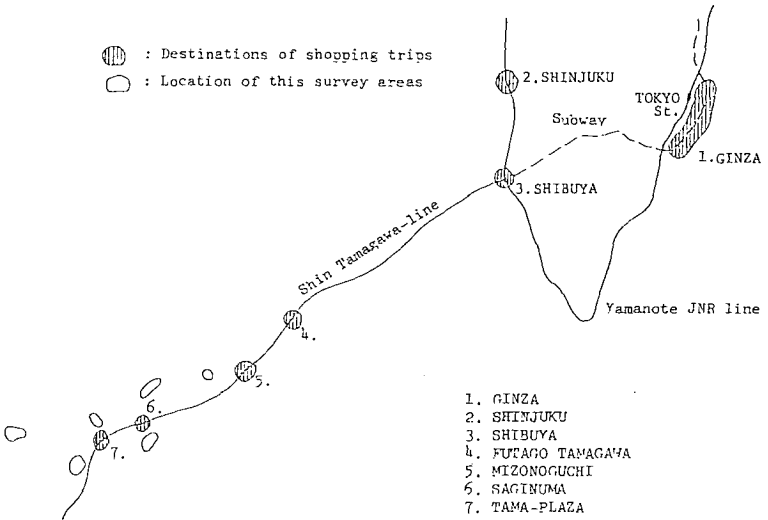 : Destinations of shopping trips
: Location of this survey areas
2.SHINJUKU
TOKYO
St.
Subway
1.GINZA
3.SHIBUYA
Shin Tamagawa-line
Yamanote JNR line
4.
5.
6.
7.
1. GINZA
2. SHINJUKU
3. SHIBUYA
4. FUTAGO TAMAGAWA
5. MIZONOGUCHI
6. SAGINUMA
7. TAMA-PLAZA